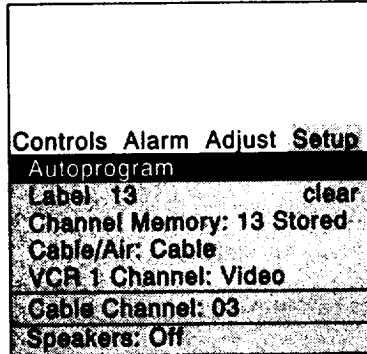 Controls Alarm Adjust Setup
Autoprogram
Label 13 clear
Channel Memory: 13 Stored
Cable/Air: Cable
VCR 1 Channel: Video
Cable Channel: 03
Speakers: Off